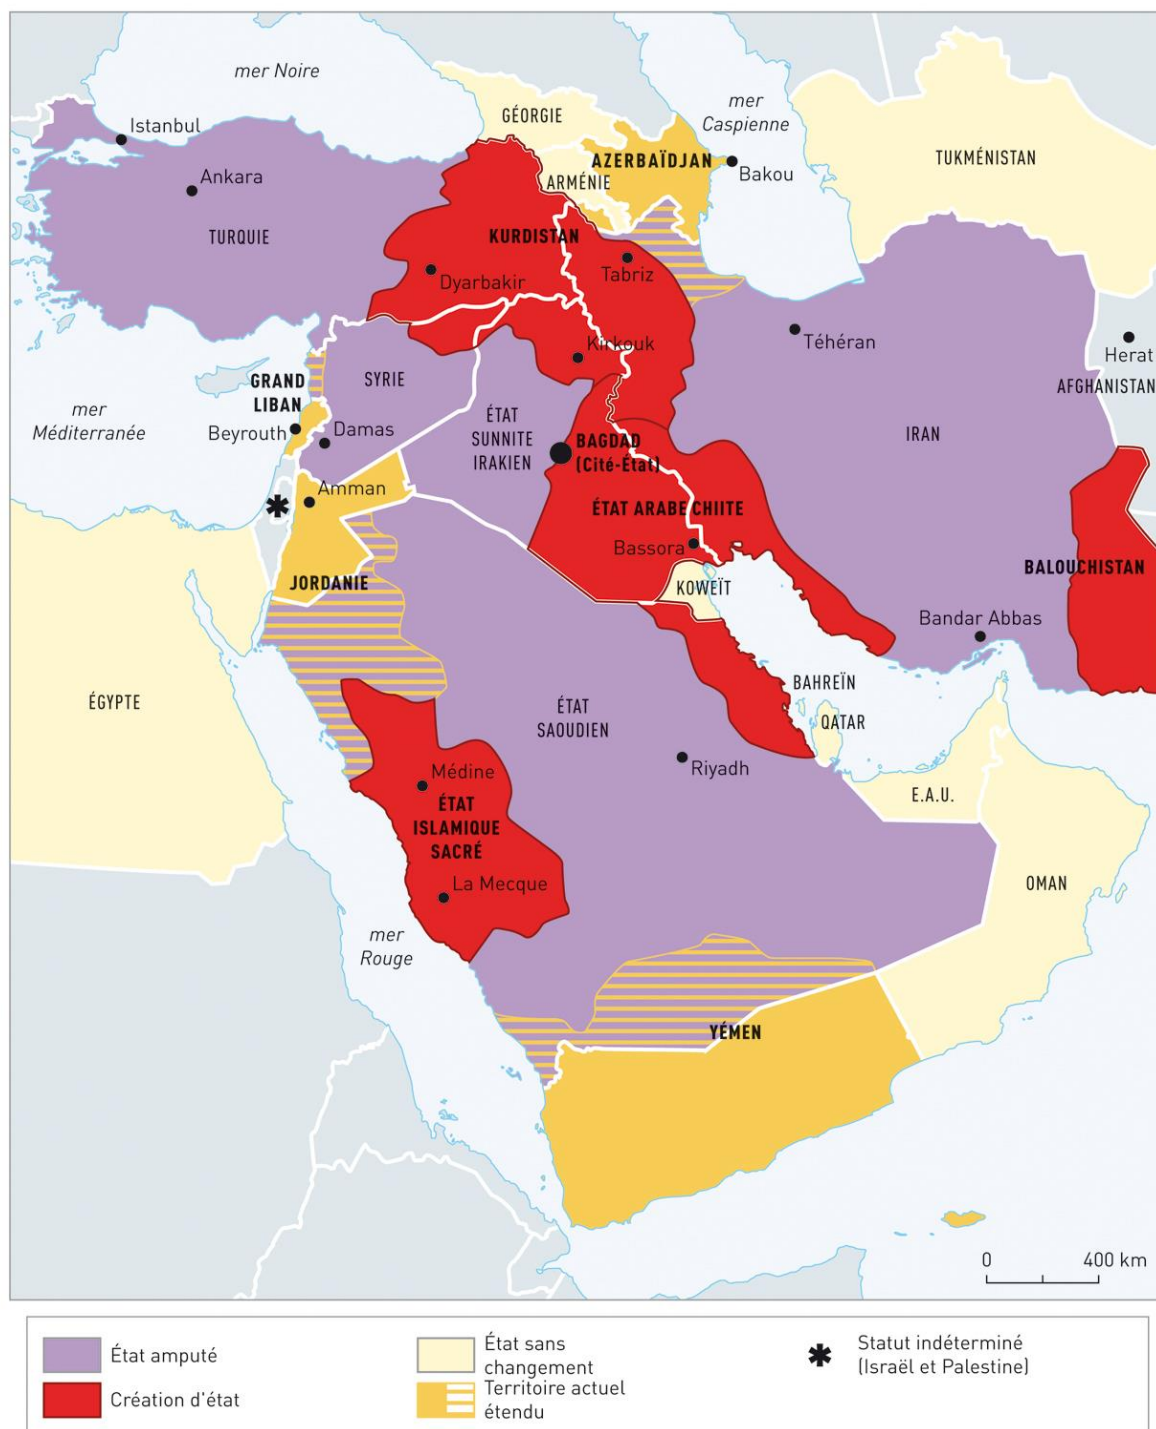 mer Noire
mer
Caspienne
GÉORGIE
Istanbul
AZERBAÏDJAN
Bakou
TUKMÉNISTAN
ARMÉNIE
Ankara
TURQUIE
KURDISTAN
Tabriz
Dyarbakir
Kirkouk
Téhéran
Herat
AFGHANISTAN
GRAND
LIBAN
SYRIE
mer
Méditerranée
Beyrouth
Damas
ÉTAT
SUNNITE
IRAKIEN
BAGDAD
(Cité-État)
IRAN
Amman
ÉTAT ARABE CHIITE
Bassora
JORDANIE
KOWEÏT
BALOUCHISTAN
Bandar Abbas
ÉGYPTE
ÉTAT
SAOUDIEN
BAHREÏN
QATAR
Médine
Riyadh
ÉTAT
ISLAMIQUE
SACRÉ
E.A.U.
La Mecque
OMAN
mer
Rouge
YÉMEN
0 400 km
État amputé
Création d'état
État sans
changement
Territoire actuel
étendu
Statut indéterminé
(Israël et Palestine)